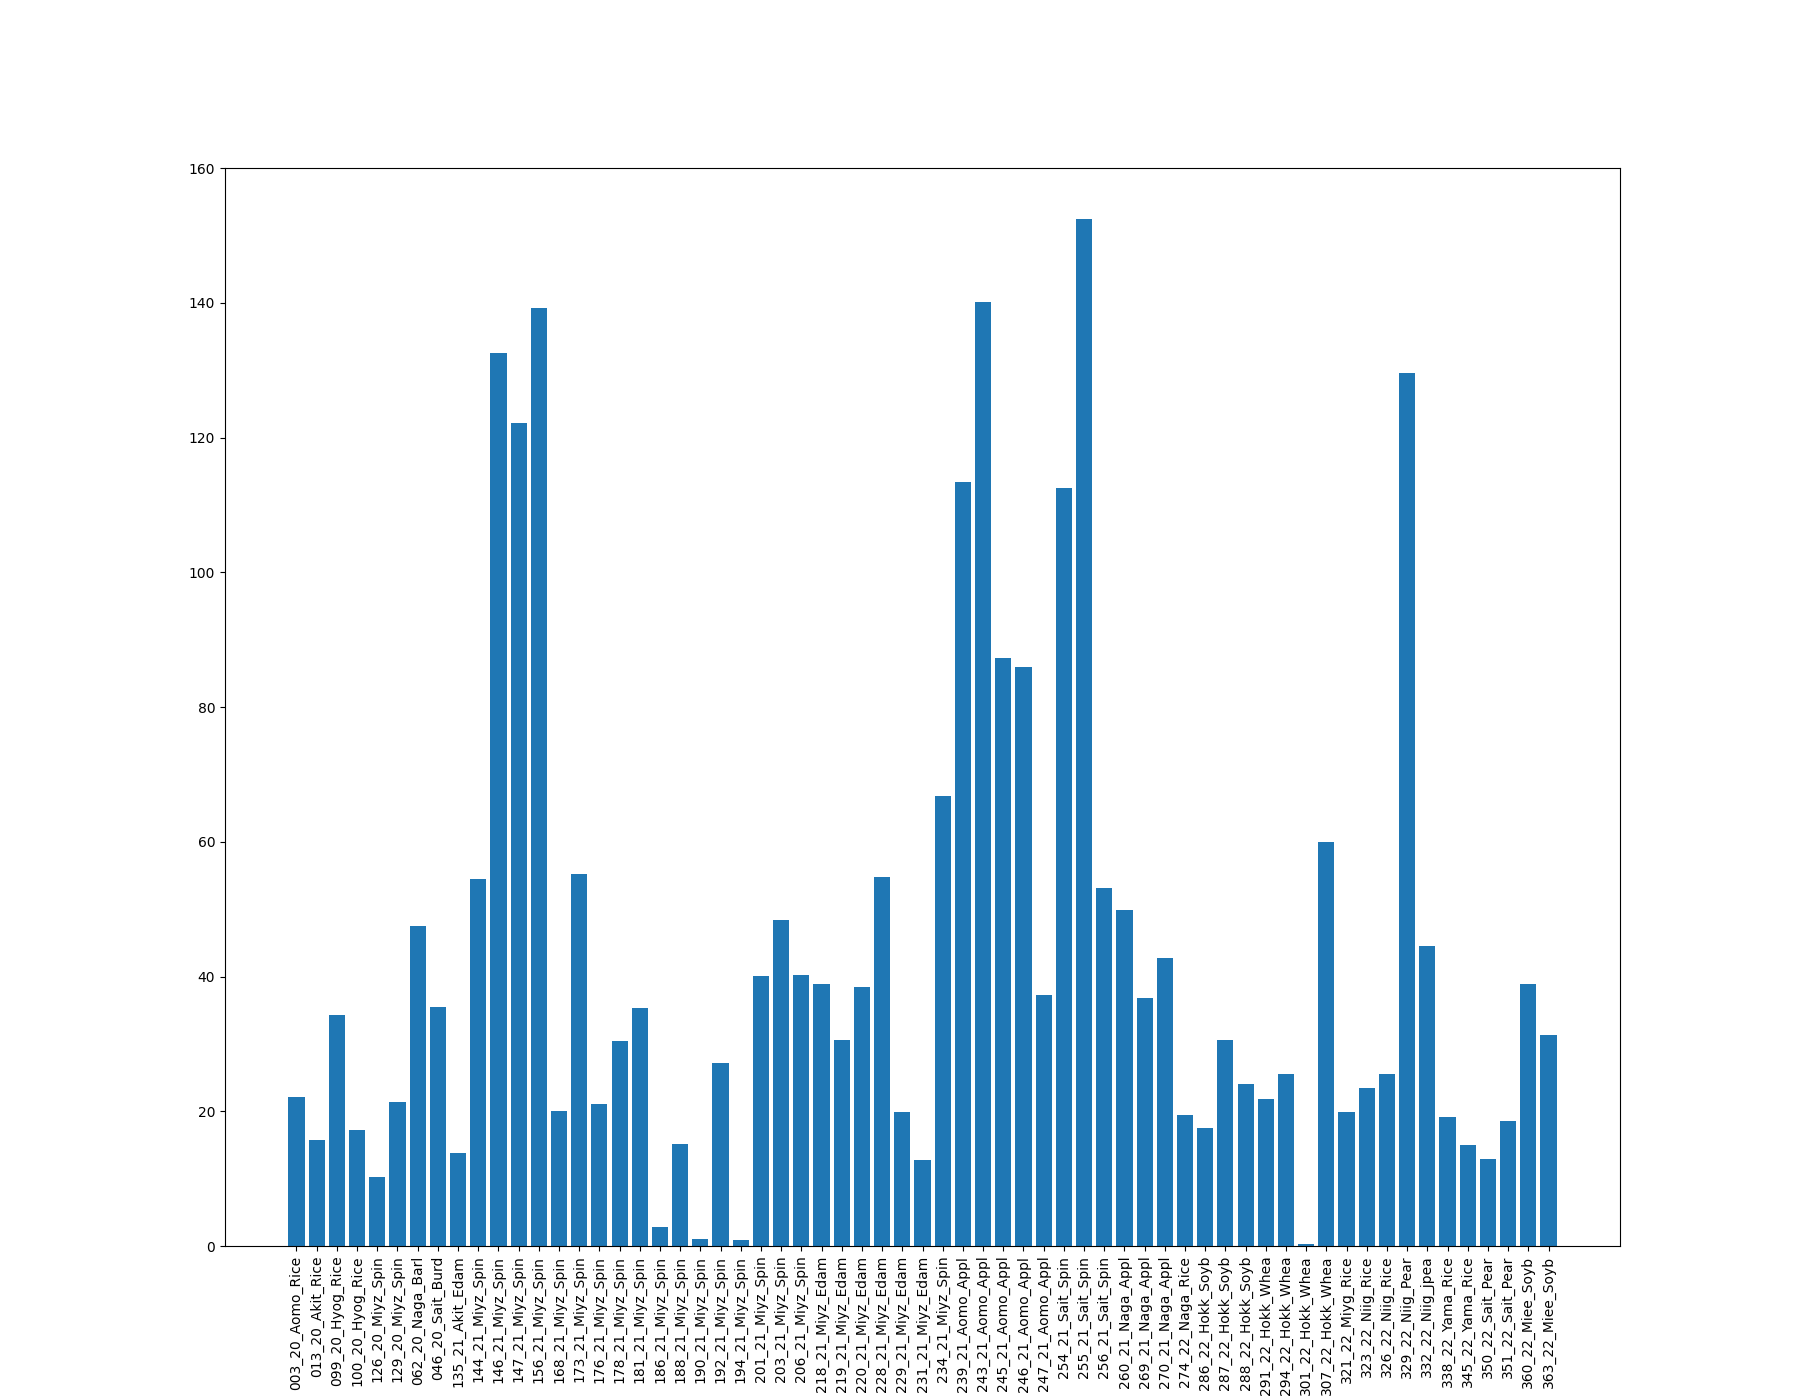 160
140
120
100
80
60
40
20
0
003_20_Aomo_Rice
013_20_Akit_Rice
099_20_Hyog_Rice
100_20_Hyog_Rice
126_20_Miyz_Spin
129_20_Miyz_Spin
062_20_Naga_Barl
046_20_Sait_Burd
135_21_Akit_Edam
144_21_Miyz_Spin
146_21_Miyz_Spin
147_21_Miyz_Spin
156_21_Miyz_Spin
168_21_Miyz_Spin
173_21_Miyz_Spin
176_21_Miyz_Spin
178_21_Miyz_Spin
181_21_Miyz_Spin
186_21_Miyz_Spin
188_21_Miyz_Spin
190_21_Miyz_Spin
192_21_Miyz_Spin
194_21_Miyz_Spin
201_21_Miyz_Spin
203_21_Miyz_Spin
206_21_Miyz_Spin
218_21_Miyz_Edam
219_21_Miyz_Edam
220_21_Miyz_Edam
228_21_Miyz_Edam
229_21_Miyz_Edam
231_21_Miyz_Edam
234_21_Miyz_Spin
239_21_Aomo_Appl
243_21_Aomo_Appl
245_21_Aomo_Appl
246_21_Aomo_Appl
247_21_Aomo_Appl
254_21_Sait_Spin
255_21_Sait_Spin
256_21_Sait_Spin
260_21_Naga_Appl
269_21_Naga_Appl
270_21_Naga_Appl
274_22_Naga_Rice
286_22_Hokk_Soyb
287_22_Hokk_Soyb
288_22_Hokk_Soyb
291_22_Hokk_Whea
294_22_Hokk_Whea
301_22_Hokk_Whea
307_22_Hokk_Whea
321_22_Miyg_Rice
323_22_Niig_Rice
326_22_Niig_Rice
329_22_Niig_Pear
332_22_Niig_jpea
338_22_Yama_Rice
345_22_Yama_Rice
350_22_Sait_Pear
351_22_Sait_Pear
360_22_Miee_Soyb
363_22_Miee_Soyb